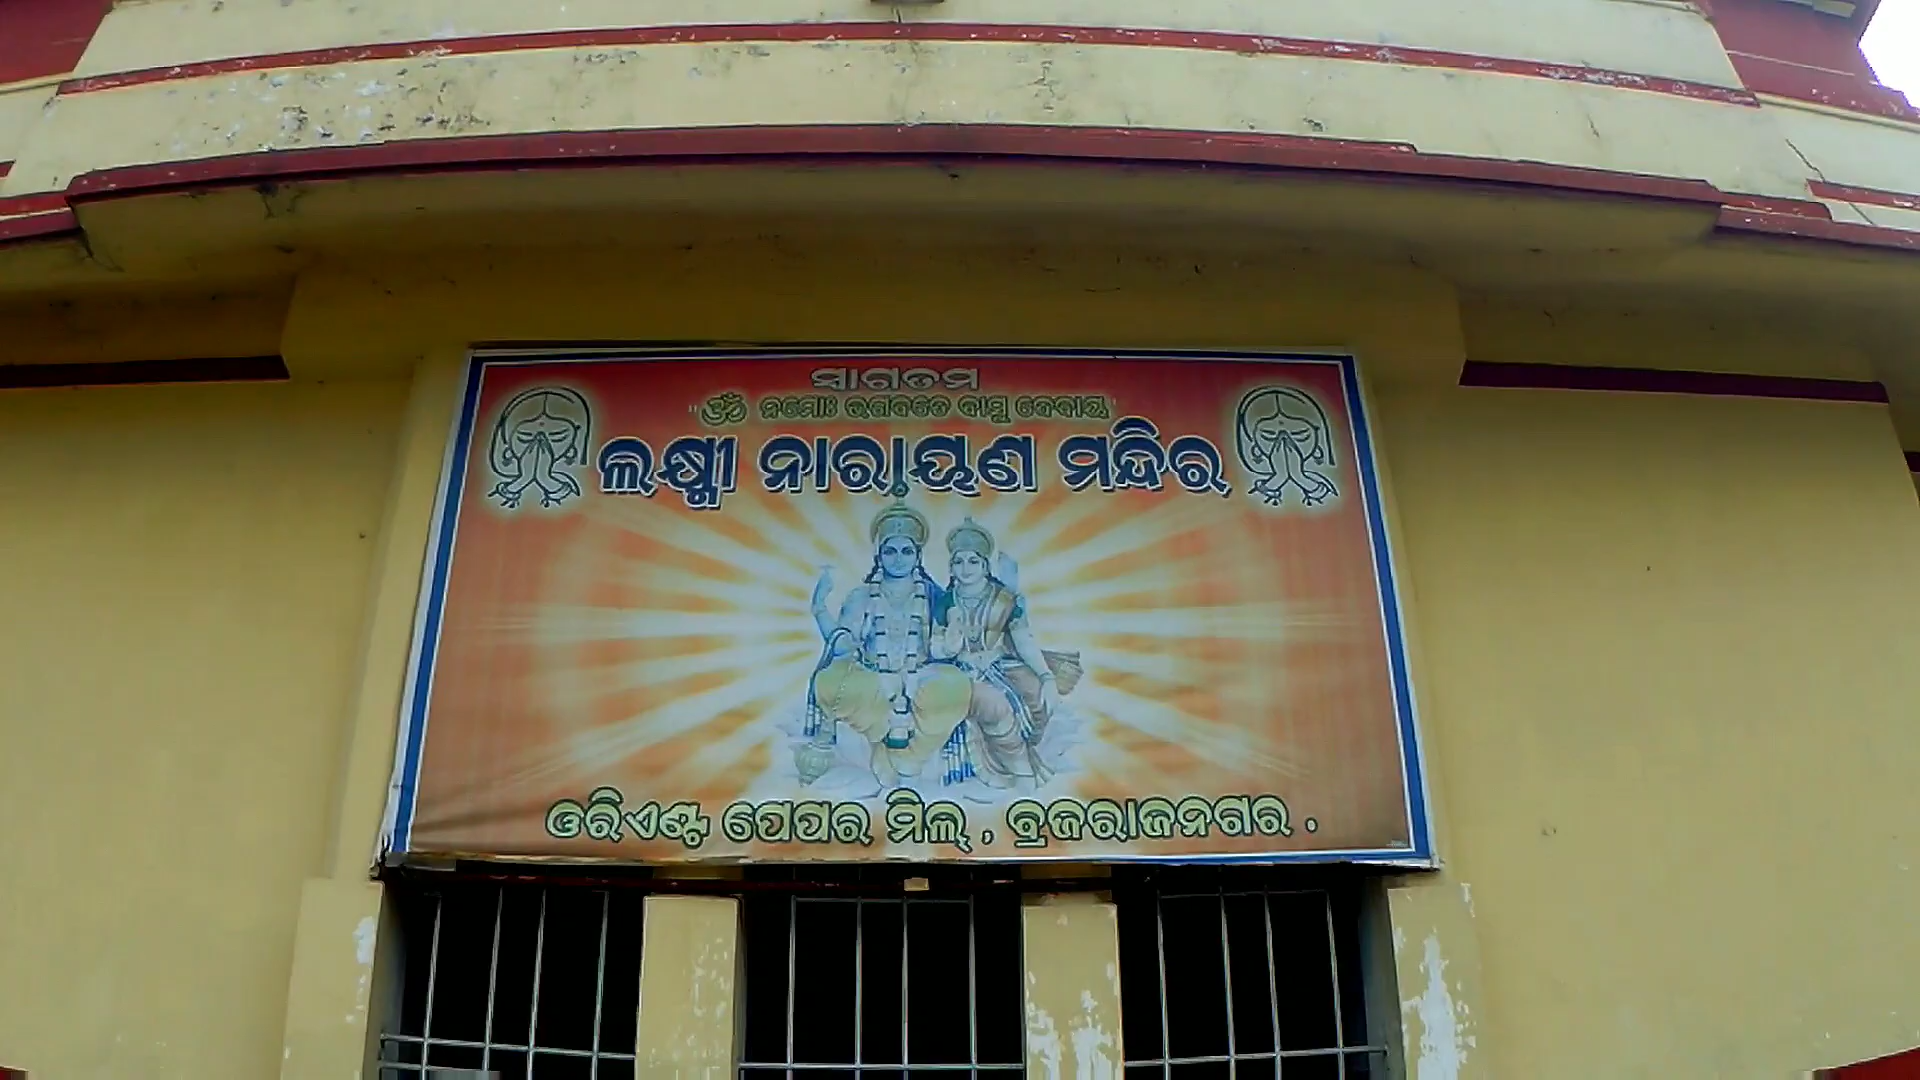 ସ୍ୱାଗତମ
"ॐ ନମୋଃ ଭଗବତେ ବାସୁ ଦେବାୟ"
ଲକ୍ଷ୍ମୀ ନାରାୟଣ ମନ୍ଦିର
ଓରିଏଣ୍ଟ ପେପର ମିଲ୍ , ବ୍ରଜରାଜନଗର .